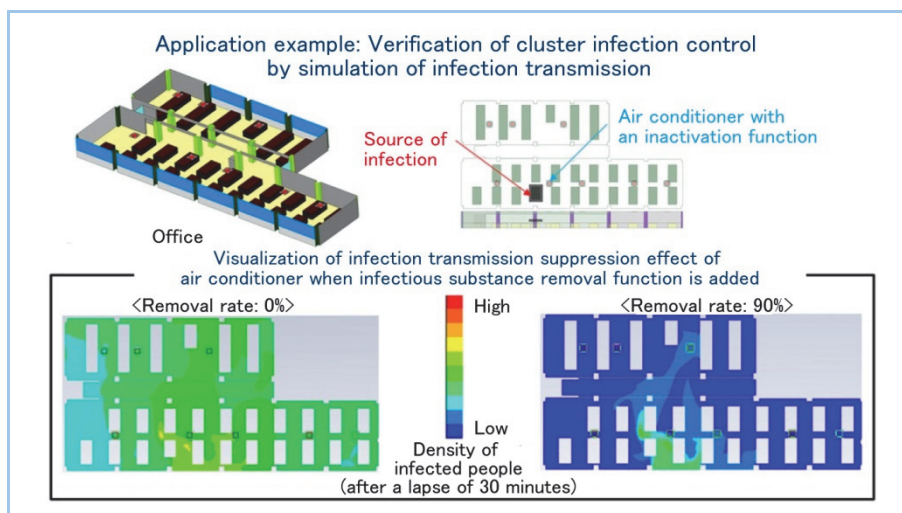 Application example: Verification of cluster infection control
by simulation of infection transmission
Source of
infection
Air conditioner with
an inactivation function
Office
Visualization of infection transmission suppression effect of
air conditioner when infectious substance removal function is added
<Removal rate: 0%>
High
Low
<Removal rate: 90%>
Density of
infected people
(after a lapse of 30 minutes)